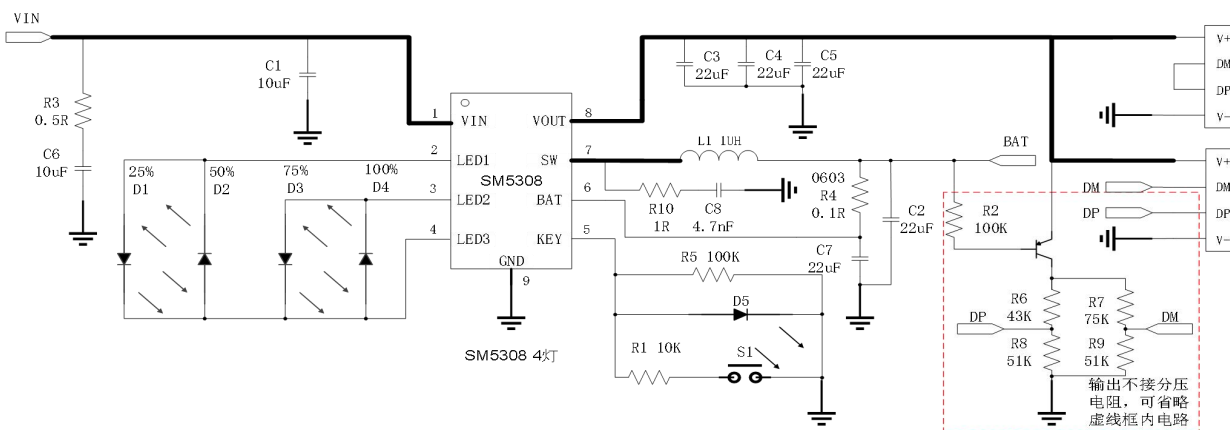 VIN
C1
10uF
R3
0.5R
C6
10uF
1
2
3
4
VIN
LED1
LED2
LED3
SM5308
GND
9
VOUT
SW
BAT
KEY
8
7
6
5
25%
D1
50%
D2
75%
D3
100%
D4
SM5308 4灯
C3
22uF
C4
22uF
C5
22uF
L1 1UH
R10
1R
C8
4.7nF
0603
R4
0.1R
C2
22uF
C7
22uF
R5 100K
D5
R1 10K
S1
BAT
R2
100K
DM
DP
R6
43K
R7
75K
DP
DM
R8
51K
R9
51K
输出不接分压
电阻，可省略
虚线框内电路
V+
DM
DP
V-
V+
DM
DP
V-